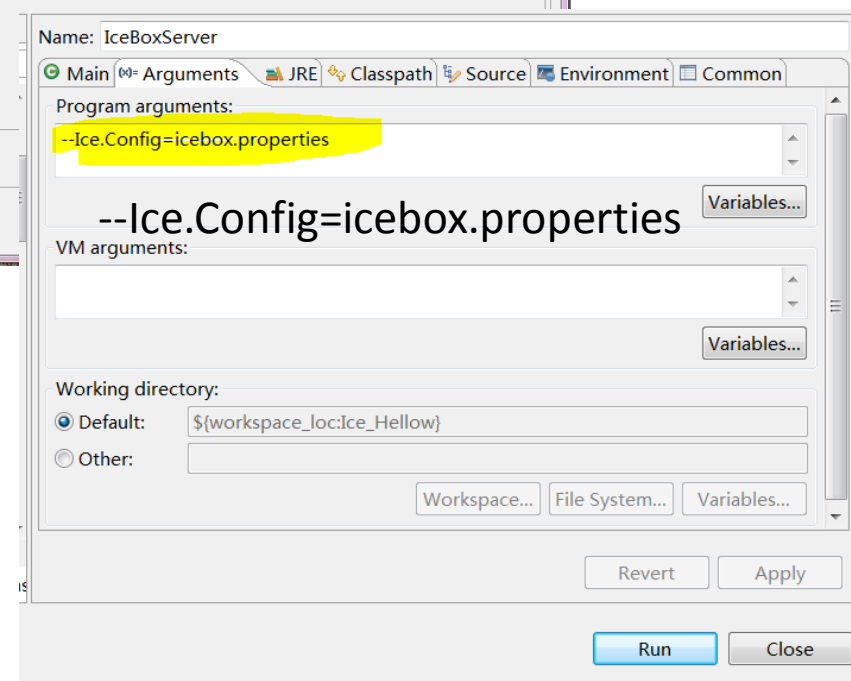 Name: IceBoxServer
Main (x)= Arguments JRE Classpath Source Environment Common
Program arguments:
--Ice.Config=icebox.properties
Variables...
--Ice.Config=icebox.properties
VM arguments:
Variables...
Working directory:
Default: ${workspace_loc:Ice_Hellow}
Other:
Workspace... File System... Variables...
Revert Apply
Run Close